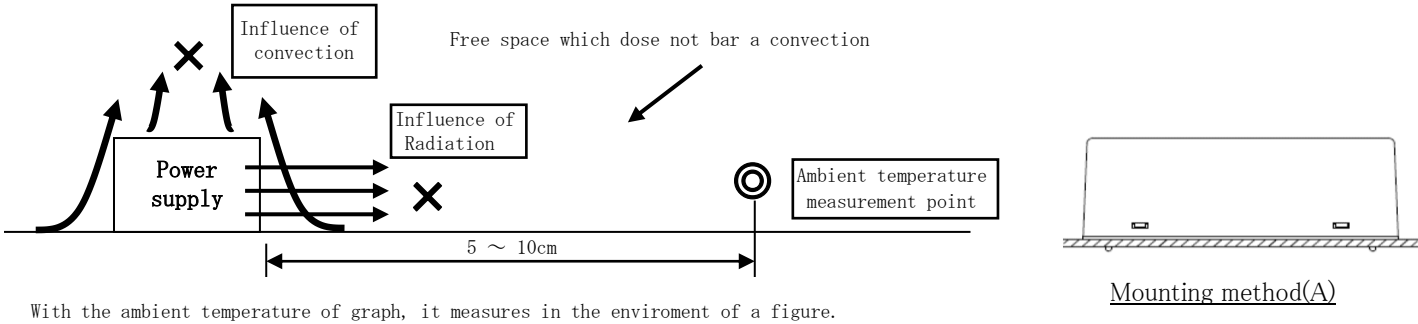 Influence of
convection
Free space which dose not bar a convection
Influence of
Radiation
Power
supply
Ambient temperature
measurement point
5 ～ 10cm
Mounting method(A)
With the ambient temperature of graph, it measures in the enviroment of a figure.